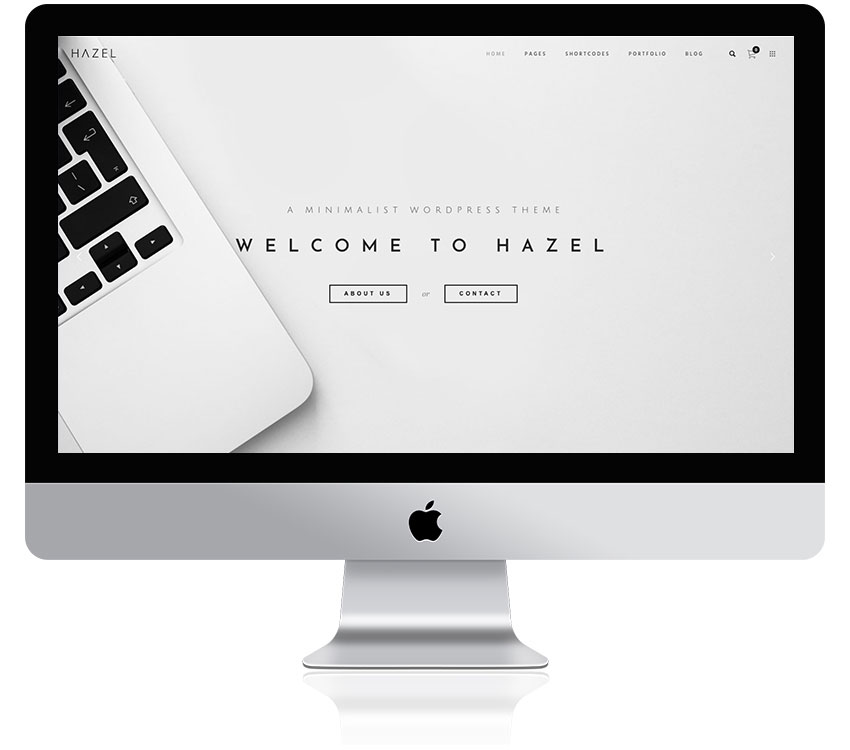 HAZEL
HOME PAGES SHORTCODES PORTFOLIO BLOG
0
A MINIMALIST WORDPRESS THEME
WELCOME TO HAZEL
ABOUT US or CONTACT